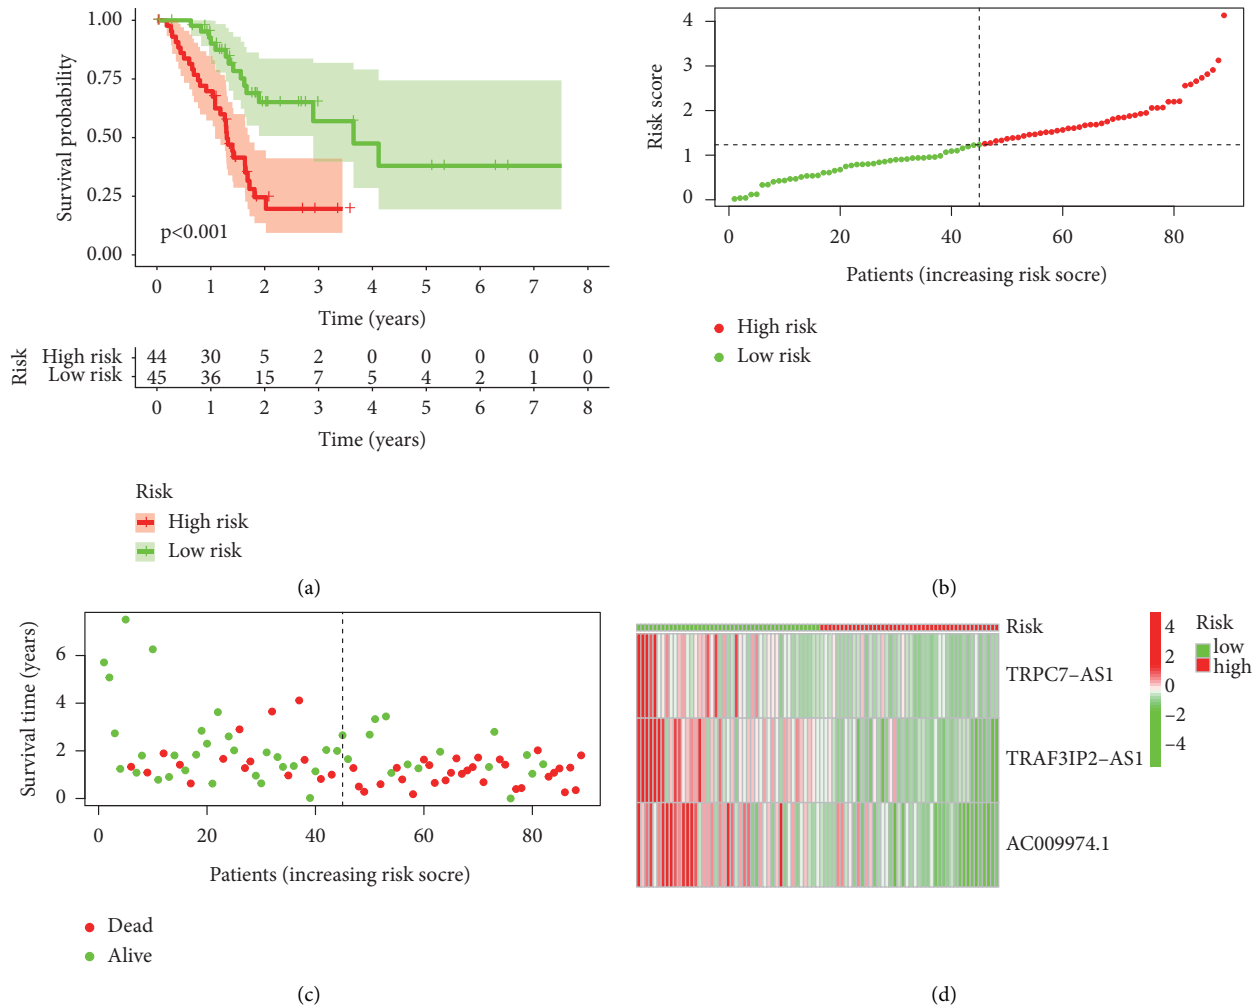 1.00
0.75
0.50
0.25
0.00
Survival probability
p<0.001
0 1 2 3 4 5 6 7 8
Time (years)
Risk
High risk 44 30 5 2 0 0 0 0 0
Low risk 45 36 15 7 5 4 2 1 0
0 1 2 3 4 5 6 7 8
Time (years)
Risk
High risk
Low risk
(a)
4
3
2
1
0
Risk score
0 20 40 60 80
Patients (increasing risk socre)
High risk
Low risk
(b)
6
4
2
0
Survival time (years)
0 20 40 60 80
Patients (increasing risk socre)
Dead
Alive
(c)
Risk
TRPC7–AS1
TRAF3IP2–AS1
AC009974.1
4
2
0
–2
–4
Risk
low
high
(d)